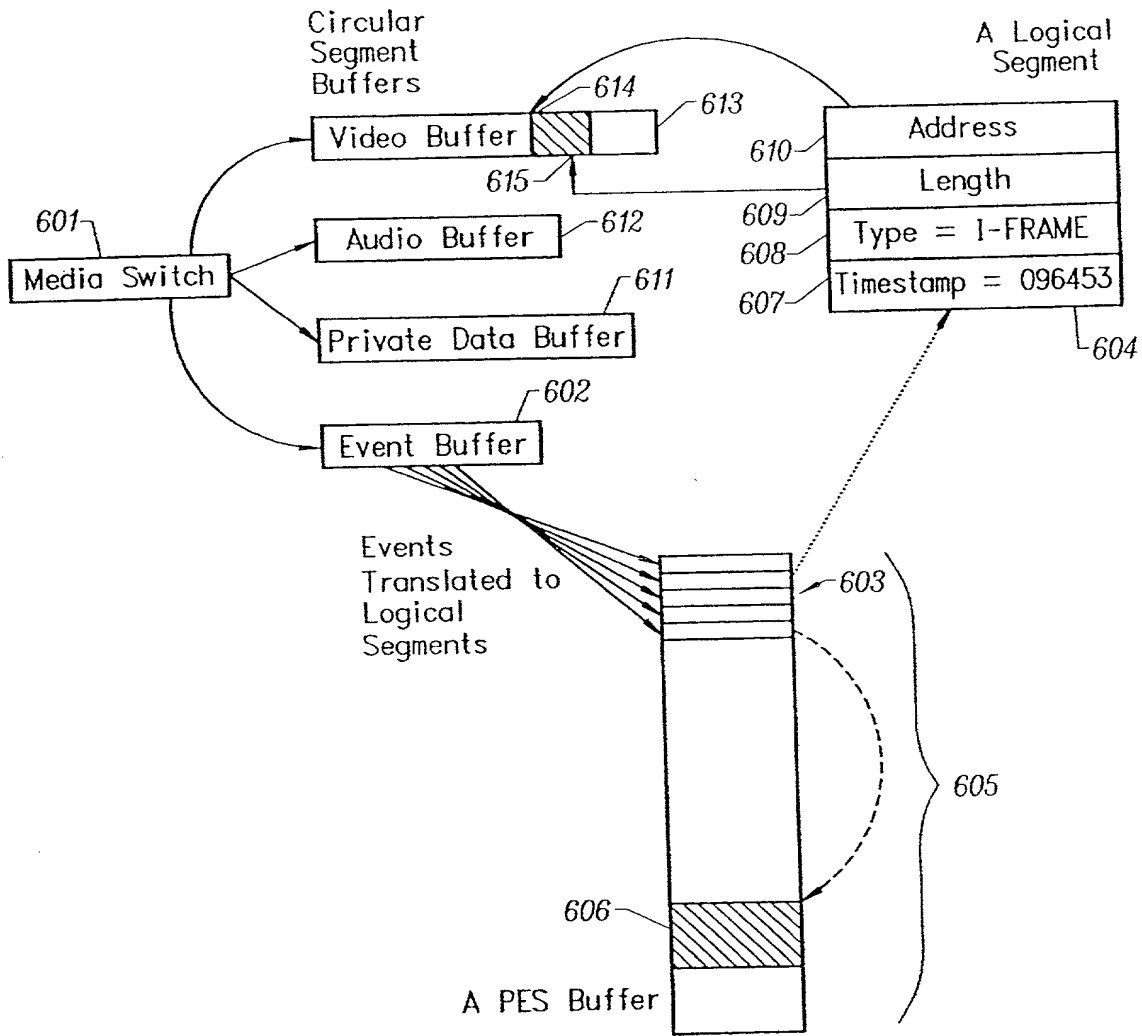 Circular
Segment
Buffers
A Logical
Segment
614
613
Video Buffer
615
610
Address
609
Length
608
Type = I-FRAME
607
Timestamp = 096453
604
601
Media Switch
Audio Buffer
612
611
Private Data Buffer
602
Event Buffer
Events
Translated to
Logical
Segments
603
605
606
A PES Buffer